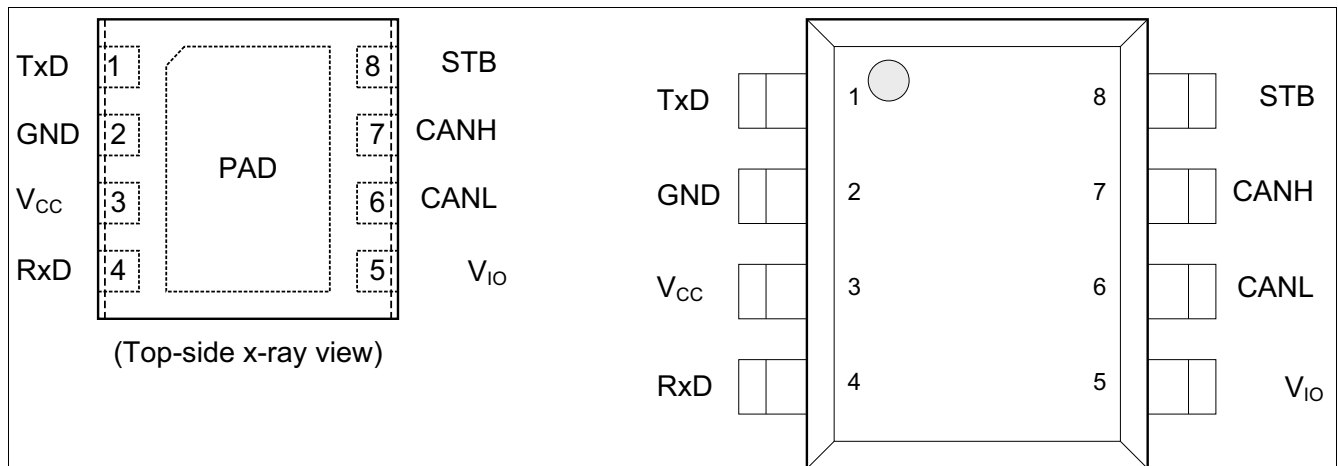 TxD 1 8 STB
GND 2 7 CANH
PAD
VCC 3 6 CANL
RxD 4 5 VIO
(Top-side x-ray view)
TxD 1 8 STB
GND 2 7 CANH
VCC 3 6 CANL
RxD 4 5 VIO